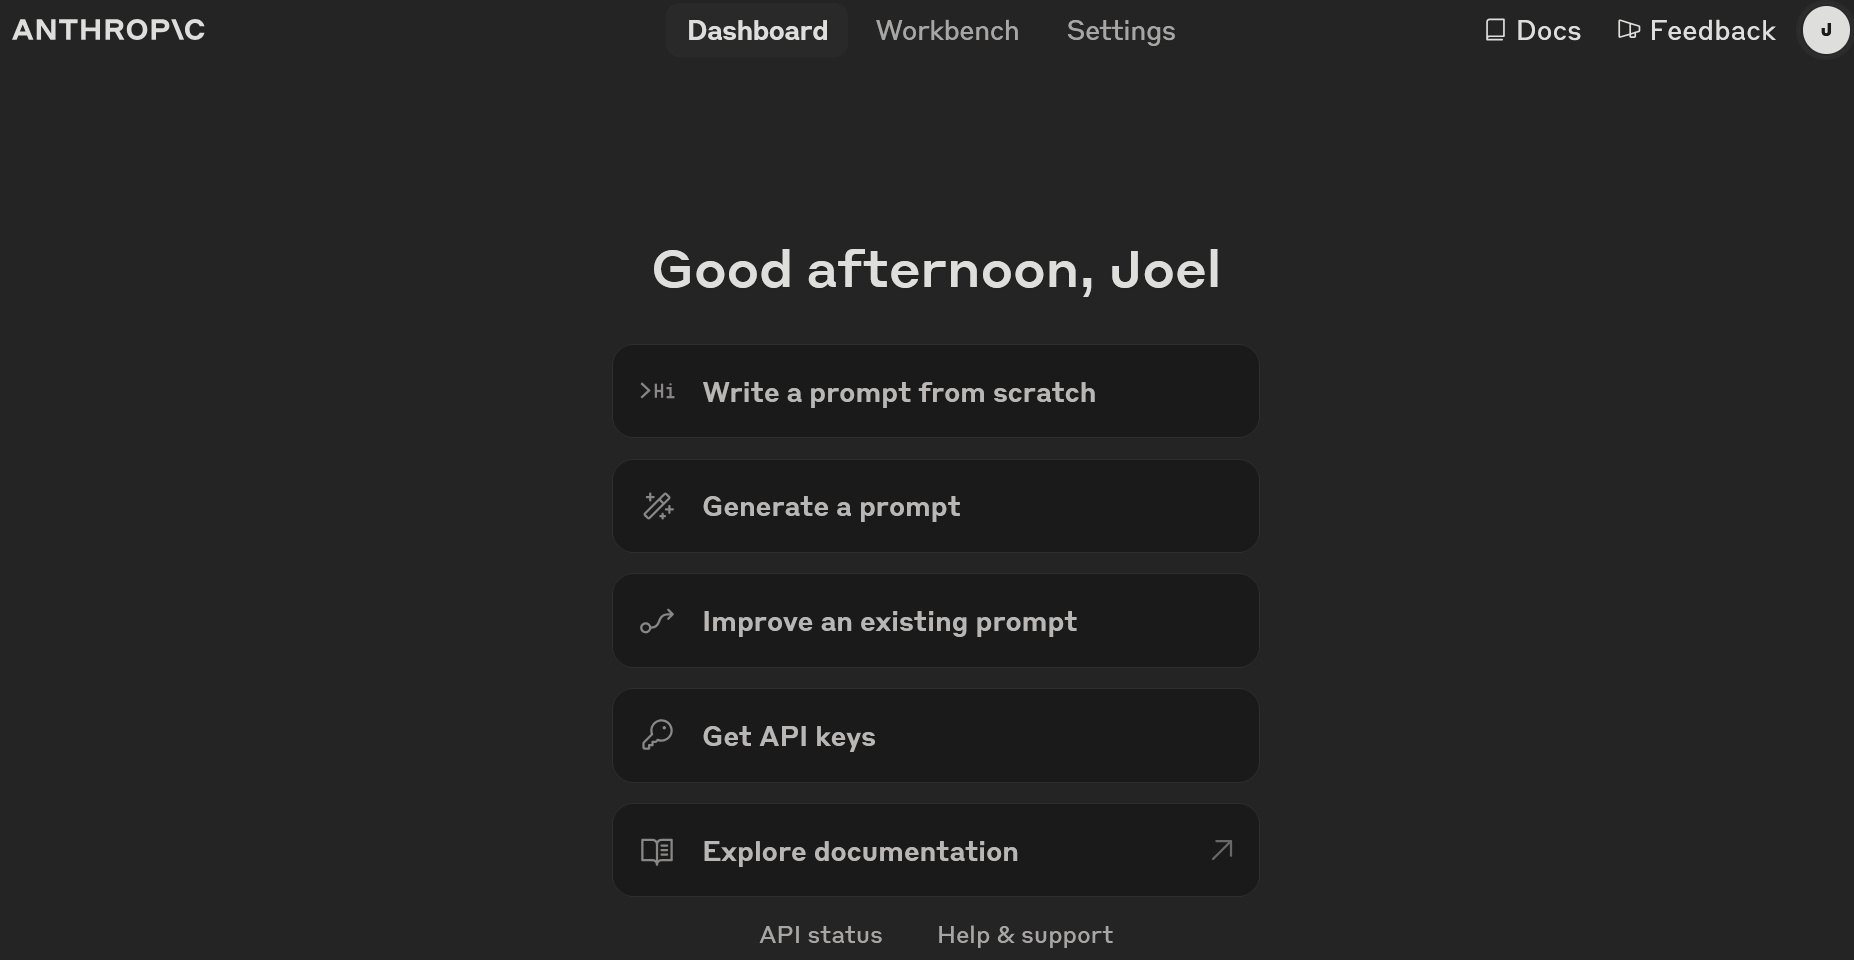 ANTHROP\C
Dashboard
Workbench
Settings
Docs
Feedback
J
Good afternoon, Joel
>Hi
Write a prompt from scratch
Generate a prompt
Improve an existing prompt
Get API keys
Explore documentation
API status
Help & support